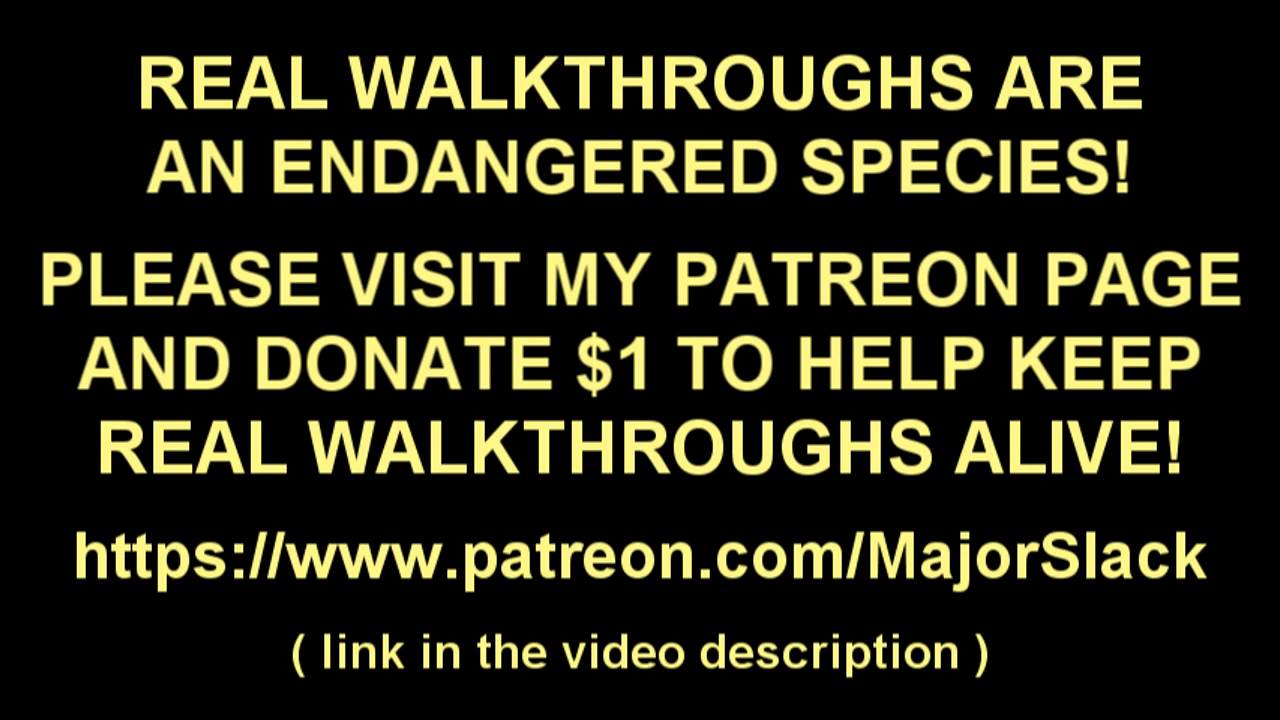 REAL WALKTHROUGHS ARE
AN ENDANGERED SPECIES!
PLEASE VISIT MY PATREON PAGE
AND DONATE $1 TO HELP KEEP
REAL WALKTHROUGHS ALIVE!
https://www.patreon.com/MajorSlack
( link in the video description )